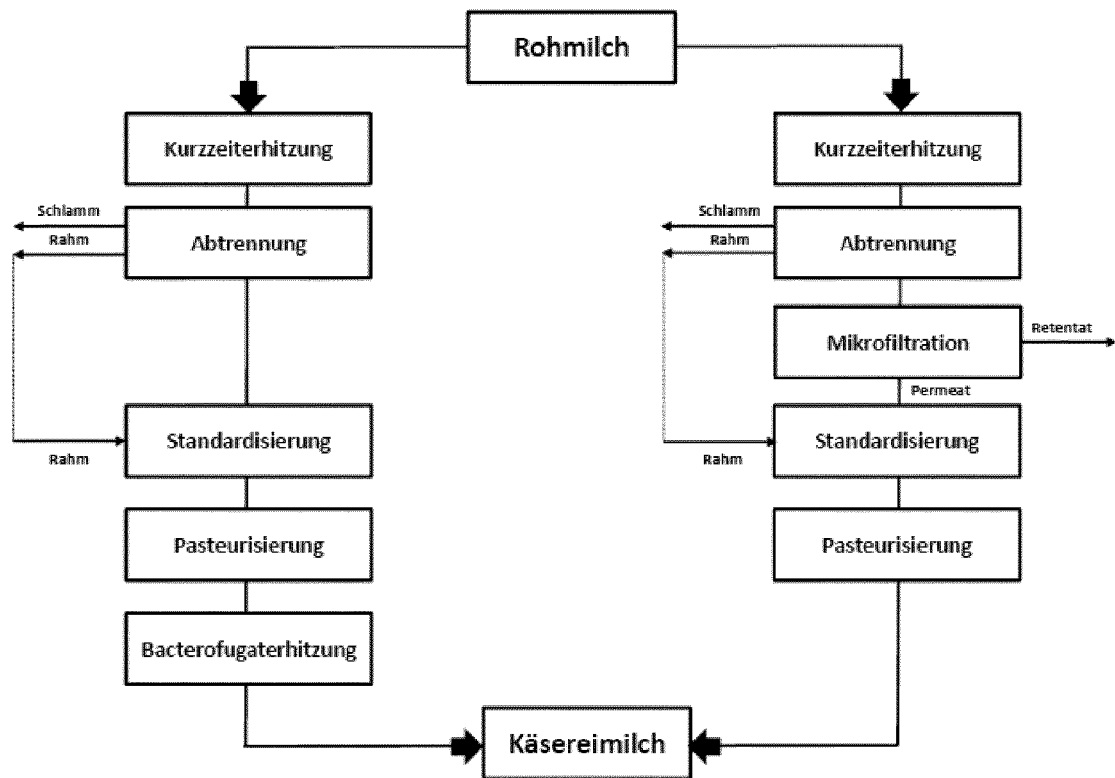 Rohmilch
Kurzzeiterhitzung
Schlamm
Rahm
Abtrennung
Rahm
Standardisierung
Pasteurisierung
Bacterofugaterhitzung
Kurzzeiterhitzung
Schlamm
Rahm
Abtrennung
Mikrofiltration
Retentat
Permeat
Rahm
Standardisierung
Pasteurisierung
Käsereimilch